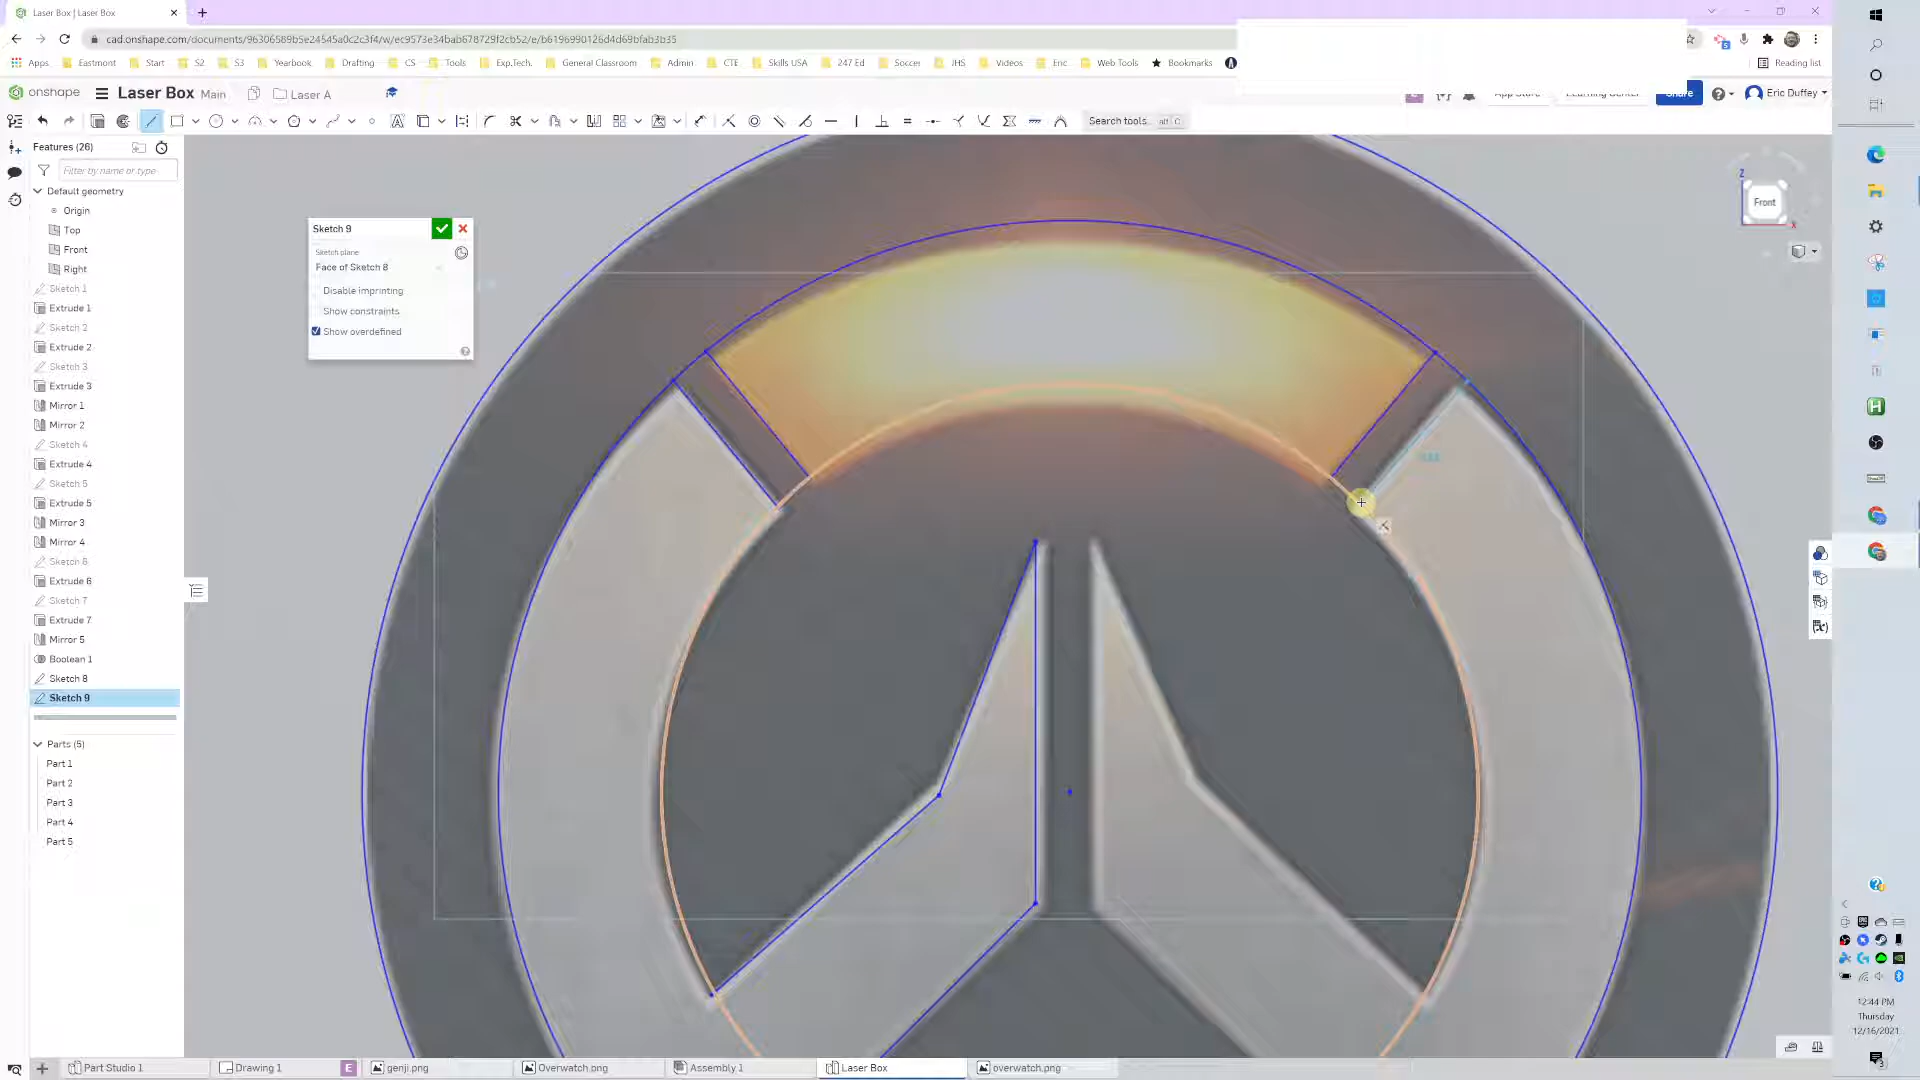 Laser Box | Laser Box
cad.onshape.com/documents/96306589b5e24545a0c2c3f4/w/ec9573e34bab678729f2cb52/e/b6196990126d4d69bfab3b35
Apps
Eastmont
Start
S2
S3
Yearbook
Drafting
CS
Tools
Exp.Tech.
General Classroom
Admin
CTE
Skills USA
247 Ed
Soccer
JHS
Videos
Enc
Web Tools
Bookmarks
Reading list
onshape
Laser Box
Main
Laser A
App Store
Learning Center
Share
Eric Duffey
Search tools...
alt C
Features (26)
Filter by name or type
Default geometry
Origin
Top
Front
Right
Sketch 1
Extrude 1
Sketch 2
Extrude 2
Sketch 3
Extrude 3
Mirror 1
Mirror 2
Sketch 4
Extrude 4
Sketch 5
Extrude 5
Mirror 3
Mirror 4
Sketch 6
Extrude 6
Sketch 7
Extrude 7
Mirror 5
Boolean 1
Sketch 8
Sketch 9
Parts (5)
Part 1
Part 2
Part 3
Part 4
Part 5
Sketch 9
Sketch plane
Face of Sketch 8
Disable imprinting
Show constraints
Show overdefined
Z
Front
X
Part Studio 1
Drawing 1
E
genji.png
Overwatch.png
Assembly 1
Laser Box
overwatch.png
12:44 PM
Thursday
12/16/2021